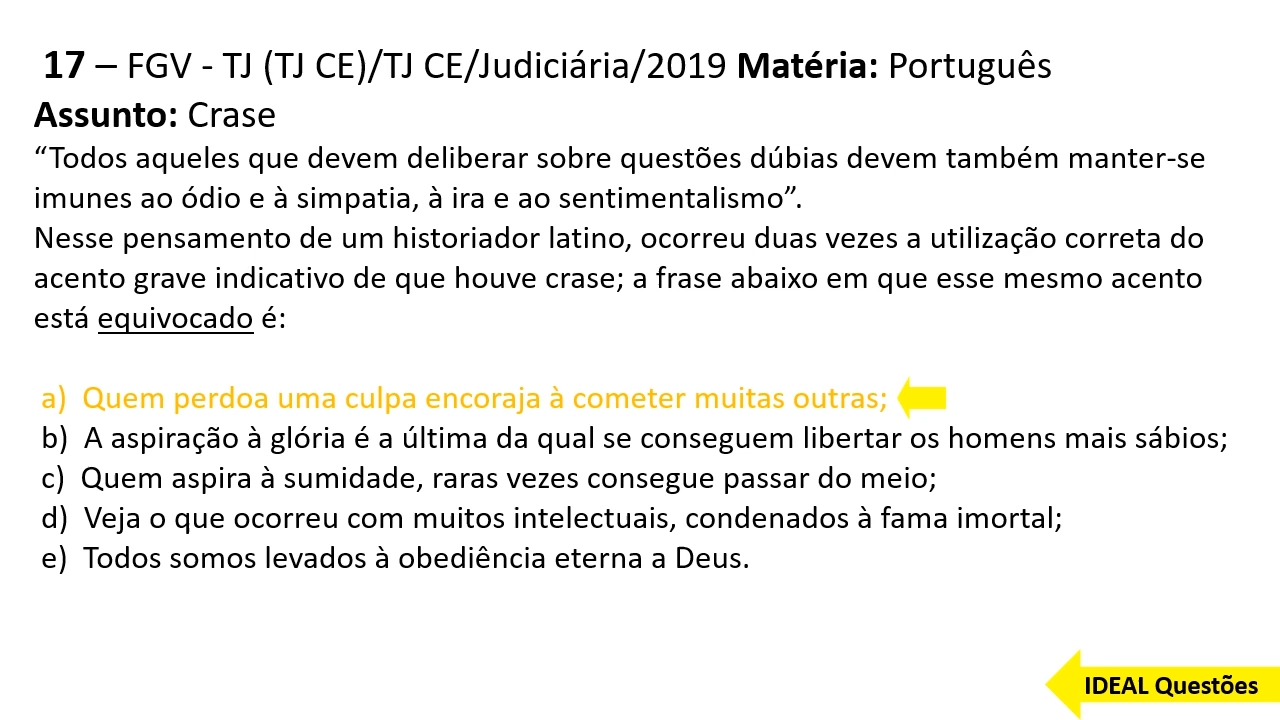 17 – FGV - TJ (TJ CE)/TJ CE/Judiciária/2019 Matéria: Português
Assunto: Crase
“Todos aqueles que devem deliberar sobre questões dúbias devem também manter-se
imunes ao ódio e à simpatia, à ira e ao sentimentalismo”.
Nesse pensamento de um historiador latino, ocorreu duas vezes a utilização correta do
acento grave indicativo de que houve crase; a frase abaixo em que esse mesmo acento
está equivocado é:
a) Quem perdoa uma culpa encoraja à cometer muitas outras;
b) A aspiração à glória é a última da qual se conseguem libertar os homens mais sábios;
c) Quem aspira à sumidade, raras vezes consegue passar do meio;
d) Veja o que ocorreu com muitos intelectuais, condenados à fama imortal;
e) Todos somos levados à obediência eterna a Deus.
IDEAL Questões